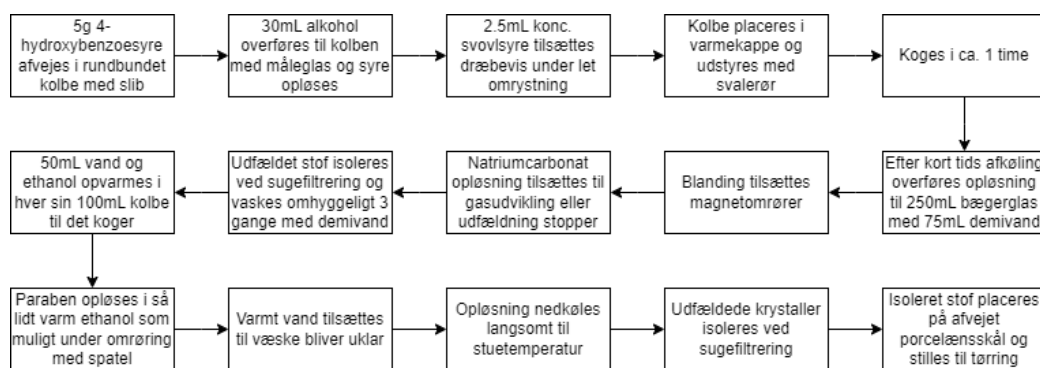 5g 4-
hydroxybenzoesyre
afvejes i rundbundet
kolbe med slib
30mL alkohol
overføres til kolben
med måleglas og syre
opløses
2.5mL konc.
svovlsyre tilsættes
dræbevis under let
omrystning
Kolbe placeres i
varmekappe og
udstyres med
svalerør
Koges i ca. 1 time
Efter kort tids afkøling
overføres opløsning
til 250mL bægerglas
med 75mL demivand
Blanding tilsættes
magnetomrører
Natriumcarbonat
opløsning tilsættes til
gasudvikling eller
udfældning stopper
Udfældet stof isoleres
ved sugefiltrering og
vaskes omhyggeligt 3
gange med demivand
50mL vand og
ethanol opvarmes i
hver sin 100mL kolbe
til det koger
Paraben opløses i så
lidt varm ethanol som
muligt under omrøring
med spatel
Varmt vand tilsættes
til væske bliver uklar
Opløsning nedkøles
langsomt til
stuetemperatur
Udfældede krystaller
isoleres ved
sugefiltrering
Isoleret stof placeres
på afvejet
porcelænsskål og
stilles til tørring